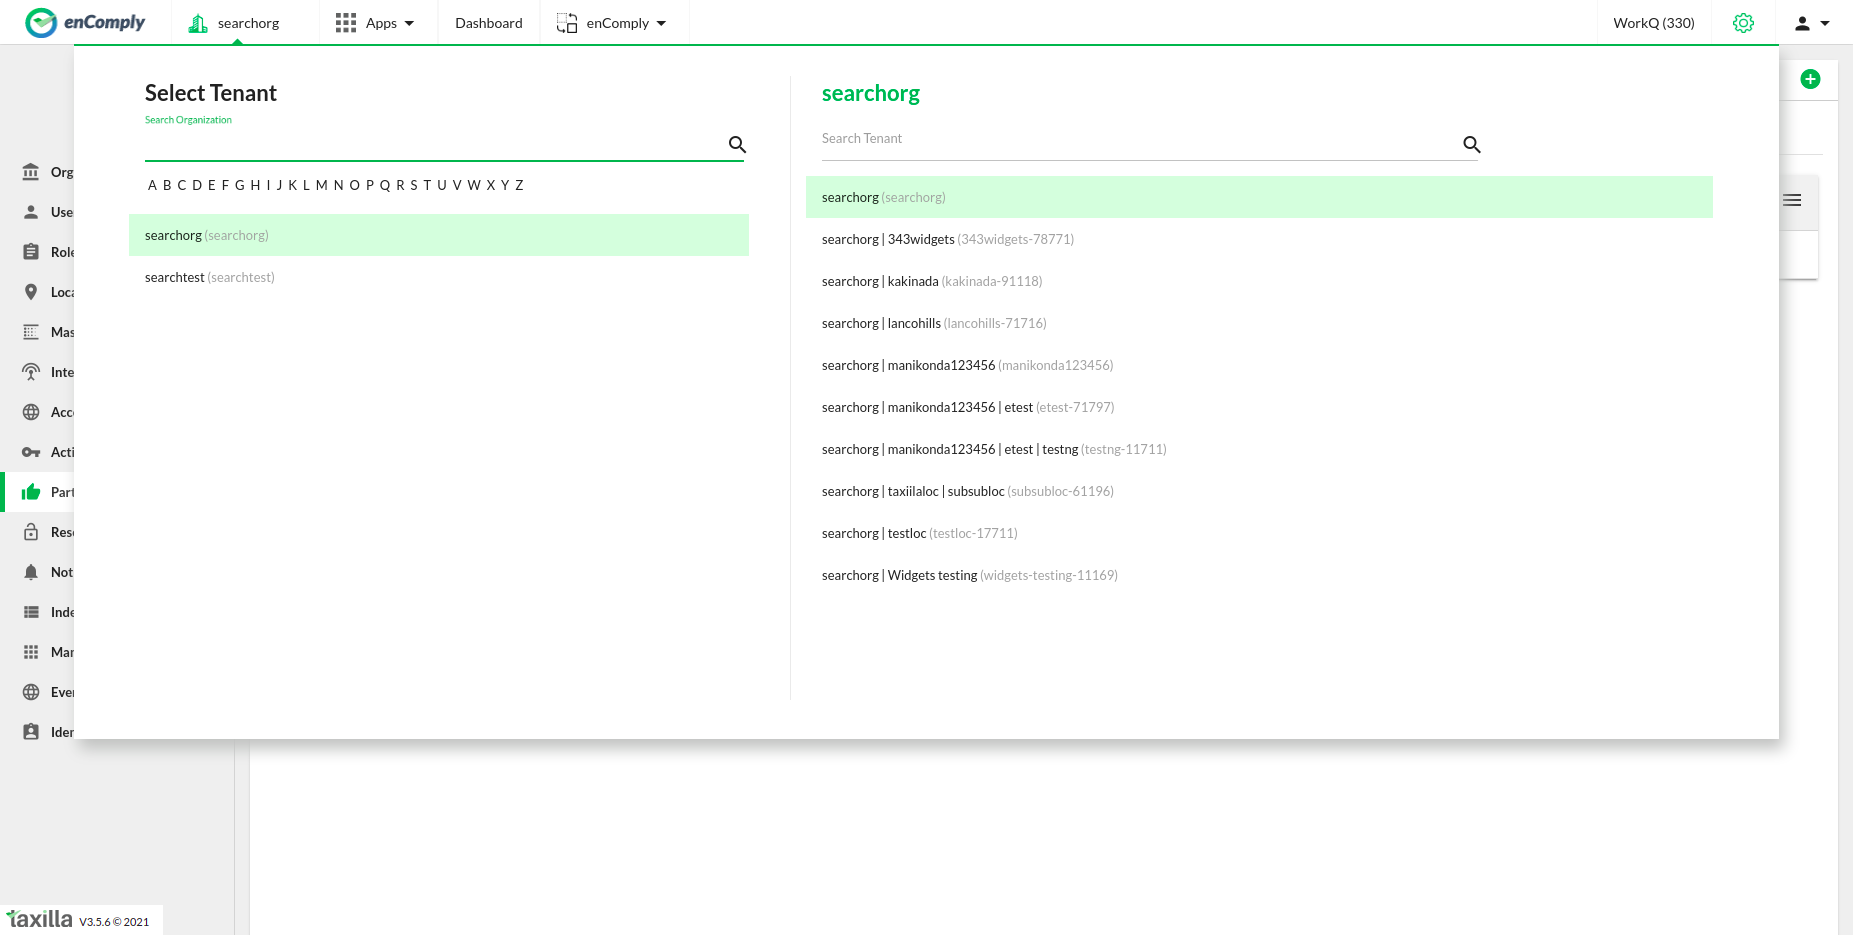 enComply
searchorg
Apps
Dashboard
enComply
WorkQ (330)
Select Tenant
Search Organization
A B C D E F G H I J K L M N O P Q R S T U V W X Y Z
searchorg (searchorg)
searchtest (searchtest)
searchorg
Search Tenant
searchorg (searchorg)
searchorg | 343widgets (343widgets-78771)
searchorg | kakinada (kakinada-91118)
searchorg | lancohills (lancohills-71716)
searchorg | manikonda123456 (manikonda123456)
searchorg | manikonda123456 | etest (etest-71797)
searchorg | manikonda123456 | etest | testng (testng-11711)
searchorg | taxiilaloc | subsubloc (subsubloc-61196)
searchorg | testloc (testloc-17711)
searchorg | Widgets testing (widgets-testing-11169)
Org
Use
Role
Loca
Mas
Inte
Acc
Acti
Part
Res
Not
Inde
Mar
Ever
Iden
taxilla V3.5.6 © 2021